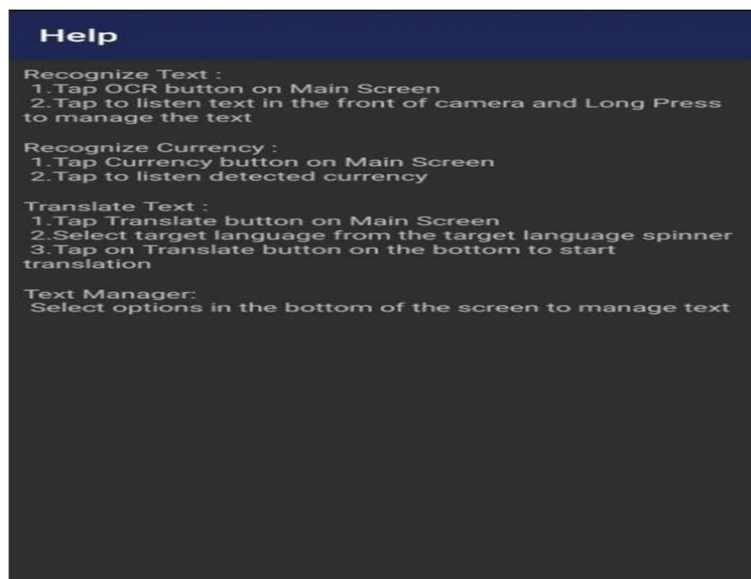 Help
Recognize Text :
1.Tap OCR button on Main Screen
2.Tap to listen text in the front of camera and Long Press
to manage the text
Recognize Currency :
1.Tap Currency button on Main Screen
2.Tap to listen detected currency
Translate Text :
1.Tap Translate button on Main Screen
2.Select target language from the target language spinner
3.Tap on Translate button on the bottom to start
translation
Text Manager:
Select options in the bottom of the screen to manage text